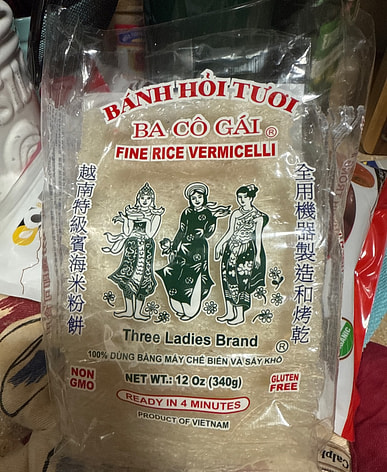 BÁNH HỎI TƯƠI
BA CÔ GÁI ®
FINE RICE VERMICELLI
越南特級賓海米粉餅
全用機器製造和烤乾
Three Ladies Brand ®
100% DÙNG BẰNG MÁY CHẾ BIẾN VÀ SẤY KHÔ
NON GMO
NET WT.: 12 Oz (340g)
GLUTEN FREE
READY IN 4 MINUTES
PRODUCT OF VIETNAM